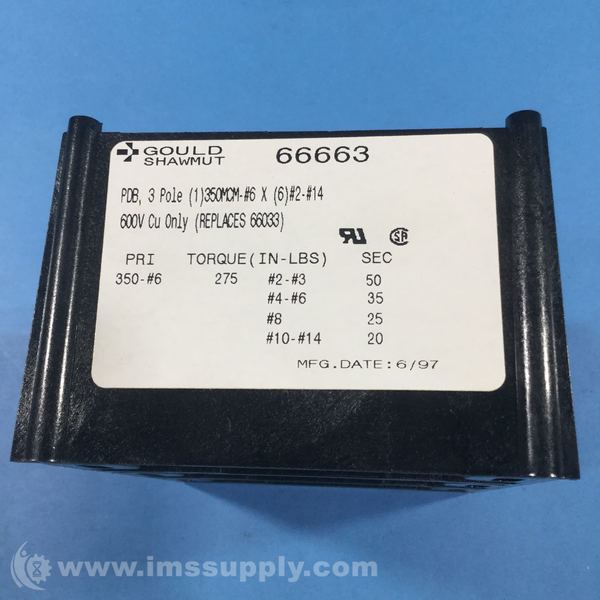 GOULD
SHAWMUT
66663
PDB, 3 Pole (1)350MCM-#6 X (6)#2-#14
600V Cu Only (REPLACES 66033)
PRI TORQUE(IN-LBS) SEC
350-#6 275 #2-#3 50
#4-#6 35
#8 25
#10-#14 20
MFG.DATE:6/97
www.imssupply.com